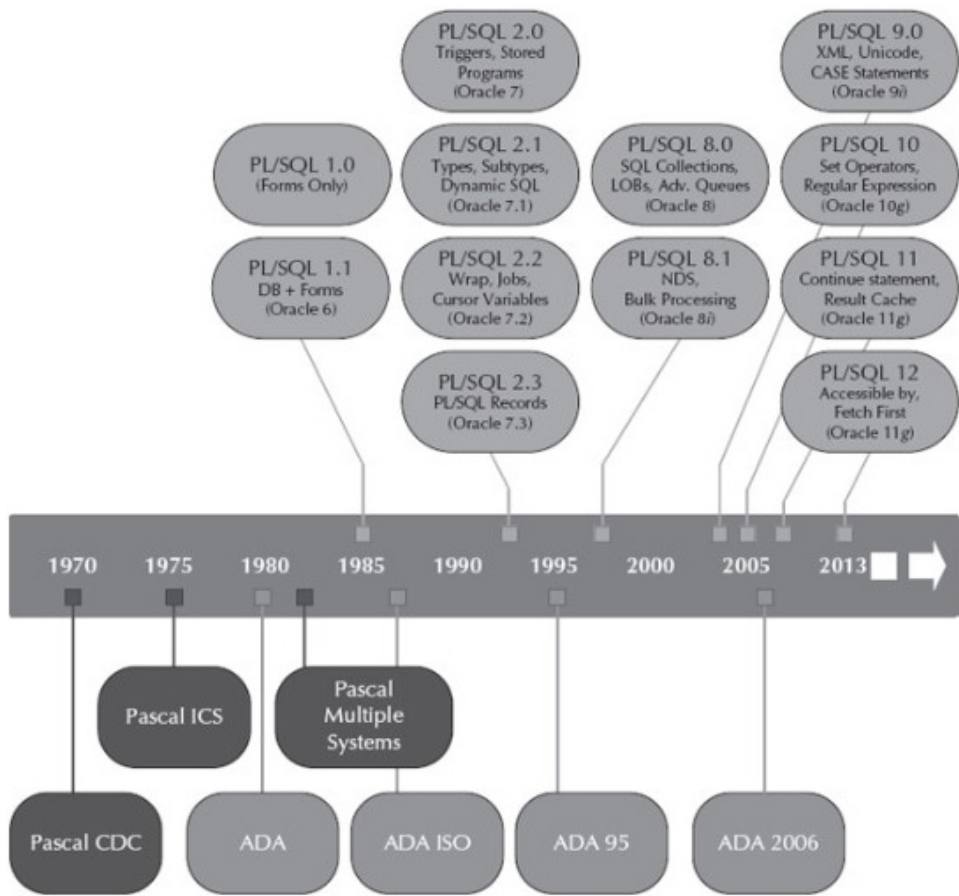 PL/SQL 2.0
Triggers, Stored
Programs
(Oracle 7)
PL/SQL 9.0
XML, Unicode,
CASE Statements
(Oracle 9i)
PL/SQL 1.0
(Forms Only)
PL/SQL 2.1
Types, Subtypes,
Dynamic SQL
(Oracle 7.1)
PL/SQL 8.0
SQL Collections,
LOBs, Adv. Queues
(Oracle 8)
PL/SQL 10
Set Operators,
Regular Expression
(Oracle 10g)
PL/SQL 1.1
DB + Forms
(Oracle 6)
PL/SQL 2.2
Wrap, Jobs,
Cursor Variables
(Oracle 7.2)
PL/SQL 8.1
NDS,
Bulk Processing
(Oracle 8i)
PL/SQL 11
Continue statement,
Result Cache
(Oracle 11g)
PL/SQL 2.3
PL/SQL Records
(Oracle 7.3)
PL/SQL 12
Accessible by,
Fetch First
(Oracle 11g)
1970 1975 1980 1985 1990 1995 2000 2005 2013
Pascal ICS
Pascal
Multiple
Systems
Pascal CDC
ADA
ADA ISO
ADA 95
ADA 2006